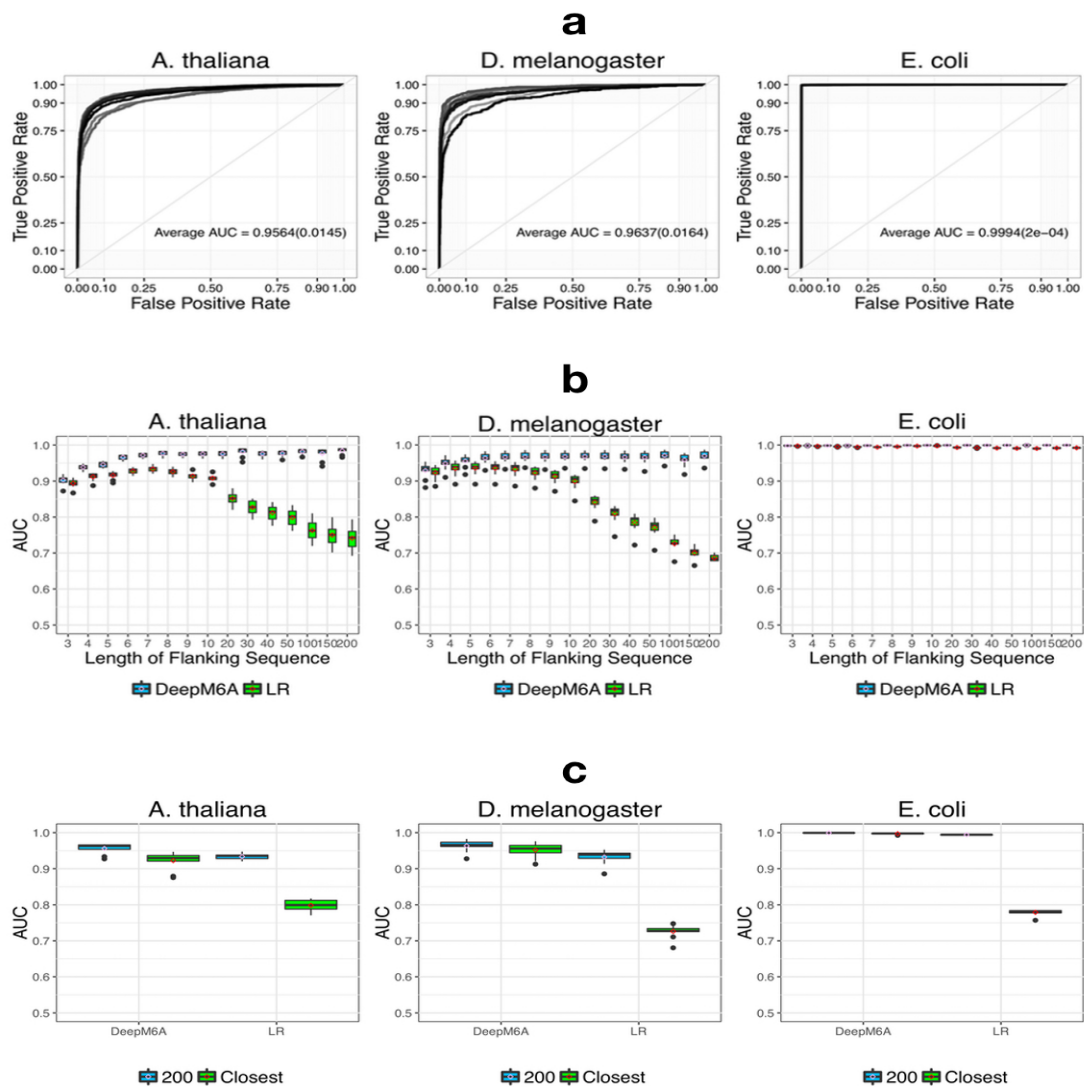 a
A. thaliana D. melanogaster E. coli
True Positive Rate
1.00
0.90
0.75
0.50
0.25
0.10
0.00
Average AUC = 0.9564(0.0145)
0.00 0.10 0.25 0.50 0.75 0.90 1.00
False Positive Rate
True Positive Rate
1.00
0.90
0.75
0.50
0.25
0.10
0.00
Average AUC = 0.9637(0.0164)
0.00 0.10 0.25 0.50 0.75 0.90 1.00
False Positive Rate
True Positive Rate
1.00
0.90
0.75
0.50
0.25
0.10
0.00
Average AUC = 0.9994(2e-04)
0.00 0.10 0.25 0.50 0.75 0.90 1.00
False Positive Rate
b
A. thaliana D. melanogaster E. coli
AUC
1.0
0.9
0.8
0.7
0.6
0.5
3 4 5 6 7 8 9 10 20 30 40 50 100 150 200
Length of Flanking Sequence
DeepM6A LR
AUC
1.0
0.9
0.8
0.7
0.6
0.5
3 4 5 6 7 8 9 10 20 30 40 50 100 150 200
Length of Flanking Sequence
DeepM6A LR
AUC
1.0
0.9
0.8
0.7
0.6
0.5
3 4 5 6 7 8 9 10 20 30 40 50 100 150 200
Length of Flanking Sequence
DeepM6A LR
c
A. thaliana D. melanogaster E. coli
AUC
1.0
0.9
0.8
0.7
0.6
0.5
DeepM6A LR
200 Closest
AUC
1.0
0.9
0.8
0.7
0.6
0.5
DeepM6A LR
200 Closest
AUC
1.0
0.9
0.8
0.7
0.6
0.5
DeepM6A LR
200 Closest